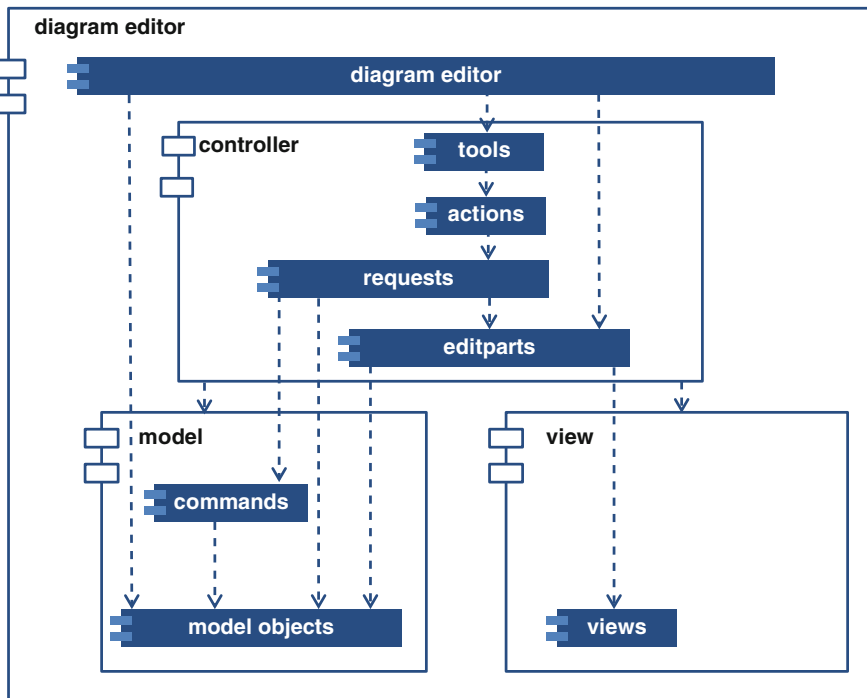 diagram editor
diagram editor
controller
tools
actions
requests
editparts
model
view
commands
model objects
views